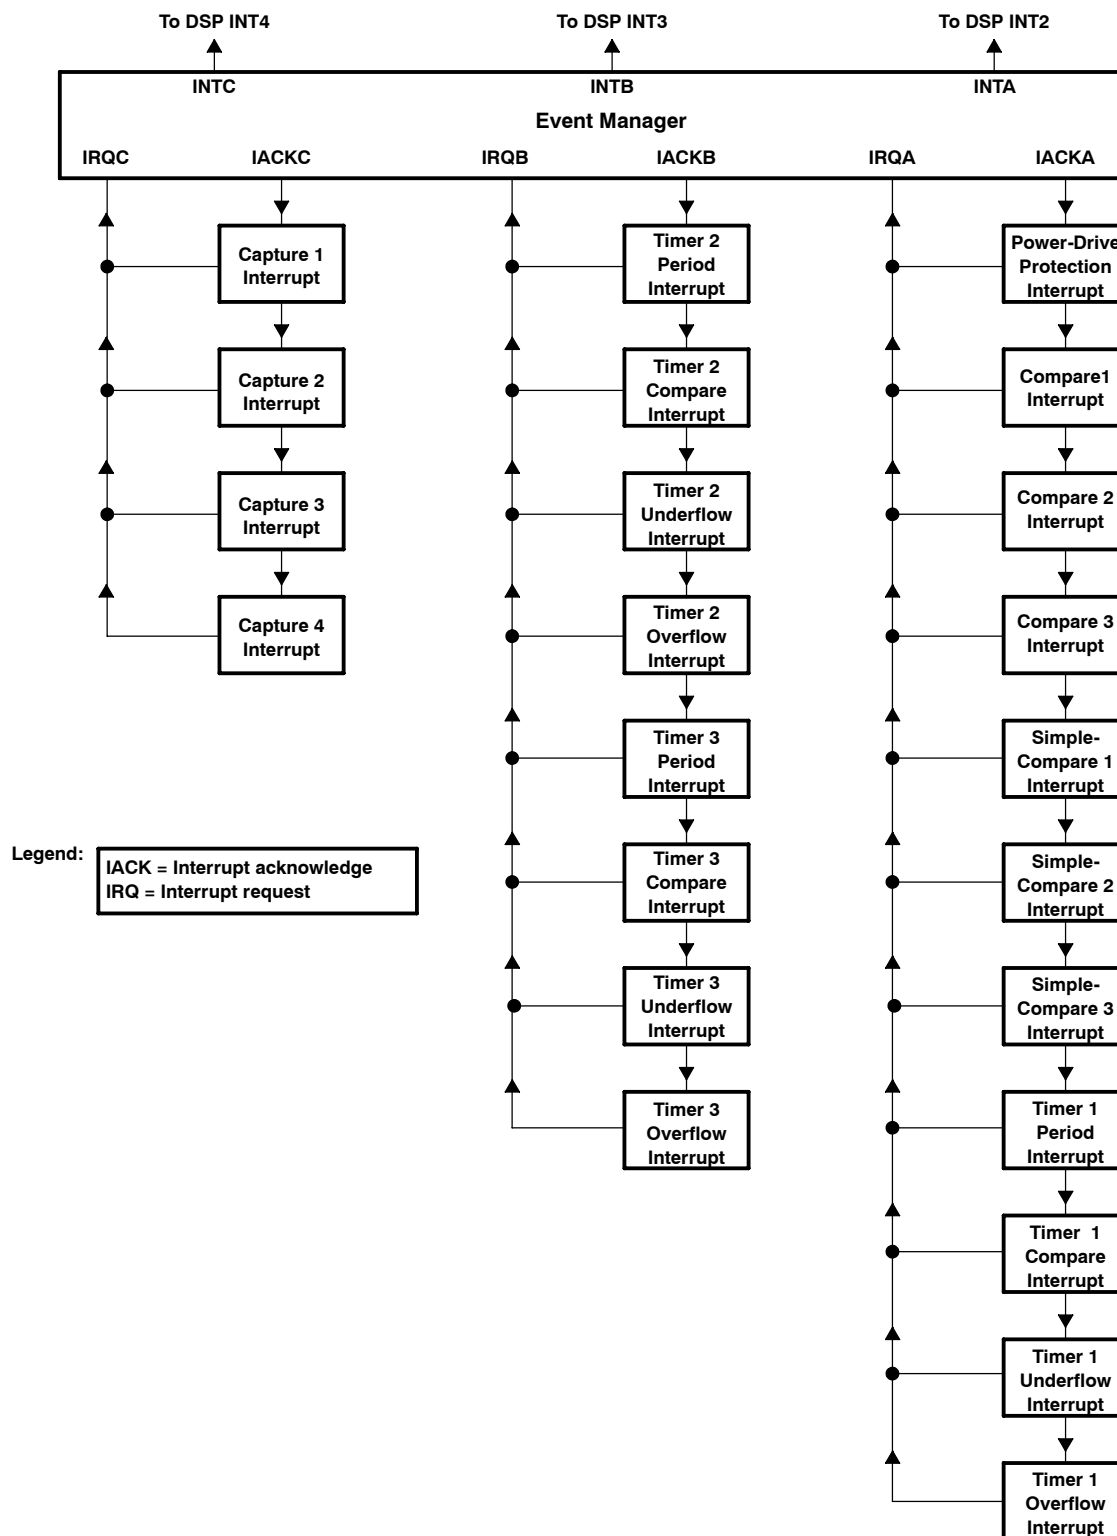 To DSP INT4
To DSP INT3
To DSP INT2
INTC
INTB
INTA
Event Manager
IRQC
IACKC
IRQB
IACKB
IRQA
IACKA
Capture 1
Interrupt
Capture 2
Interrupt
Capture 3
Interrupt
Capture 4
Interrupt
Timer 2
Period
Interrupt
Timer 2
Compare
Interrupt
Timer 2
Underflow
Interrupt
Timer 2
Overflow
Interrupt
Timer 3
Period
Interrupt
Timer 3
Compare
Interrupt
Timer 3
Underflow
Interrupt
Timer 3
Overflow
Interrupt
Power-Drive
Protection
Interrupt
Compare1
Interrupt
Compare 2
Interrupt
Compare 3
Interrupt
Simple-
Compare 1
Interrupt
Simple-
Compare 2
Interrupt
Simple-
Compare 3
Interrupt
Timer 1
Period
Interrupt
Timer 1
Compare
Interrupt
Timer 1
Underflow
Interrupt
Timer 1
Overflow
Interrupt
Legend:
IACK = Interrupt acknowledge
IRQ = Interrupt request